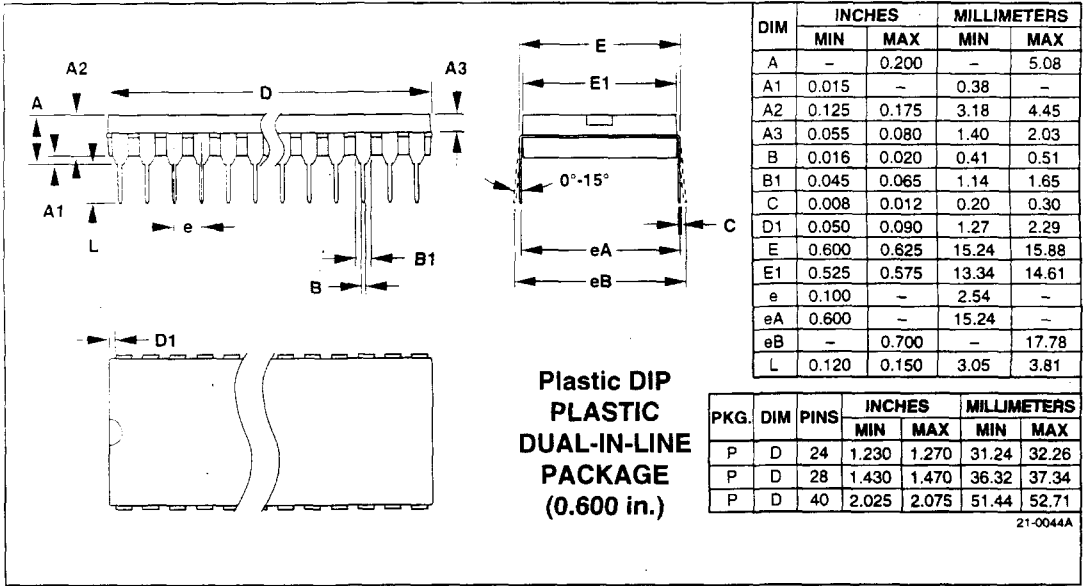 A2
A3
A
D
A1
L
e
B1
B
D1
E
E1
0°-15°
C
eA
eB
Plastic DIP
PLASTIC
DUAL-IN-LINE
PACKAGE
(0.600 in.)
DIM INCHES MILLIMETERS
MIN MAX MIN MAX
A – 0.200 – 5.08
A1 0.015 – 0.38 –
A2 0.125 0.175 3.18 4.45
A3 0.055 0.080 1.40 2.03
B 0.016 0.020 0.41 0.51
B1 0.045 0.065 1.14 1.65
C 0.008 0.012 0.20 0.30
D1 0.050 0.090 1.27 2.29
E 0.600 0.625 15.24 15.88
E1 0.525 0.575 13.34 14.61
e 0.100 – 2.54 –
eA 0.600 – 15.24 –
eB – 0.700 – 17.78
L 0.120 0.150 3.05 3.81
PKG. DIM PINS INCHES MILLIMETERS
MIN MAX MIN MAX
P D 24 1.230 1.270 31.24 32.26
P D 28 1.430 1.470 36.32 37.34
P D 40 2.025 2.075 51.44 52.71
21-0044A